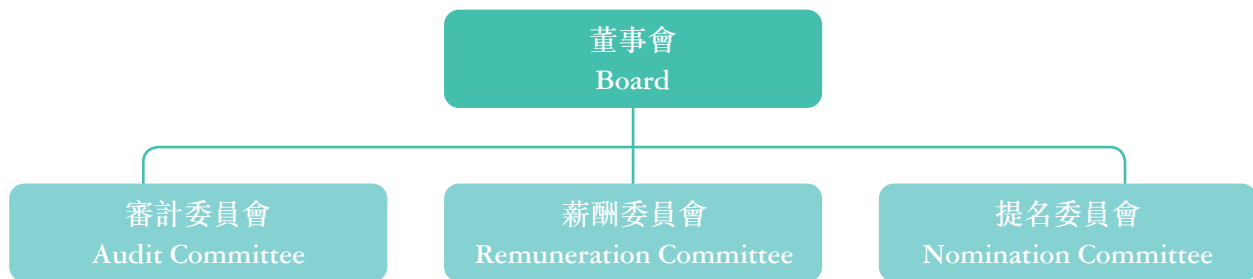 董事會
Board
審計委員會
Audit Committee
薪酬委員會
Remuneration Committee
提名委員會
Nomination Committee